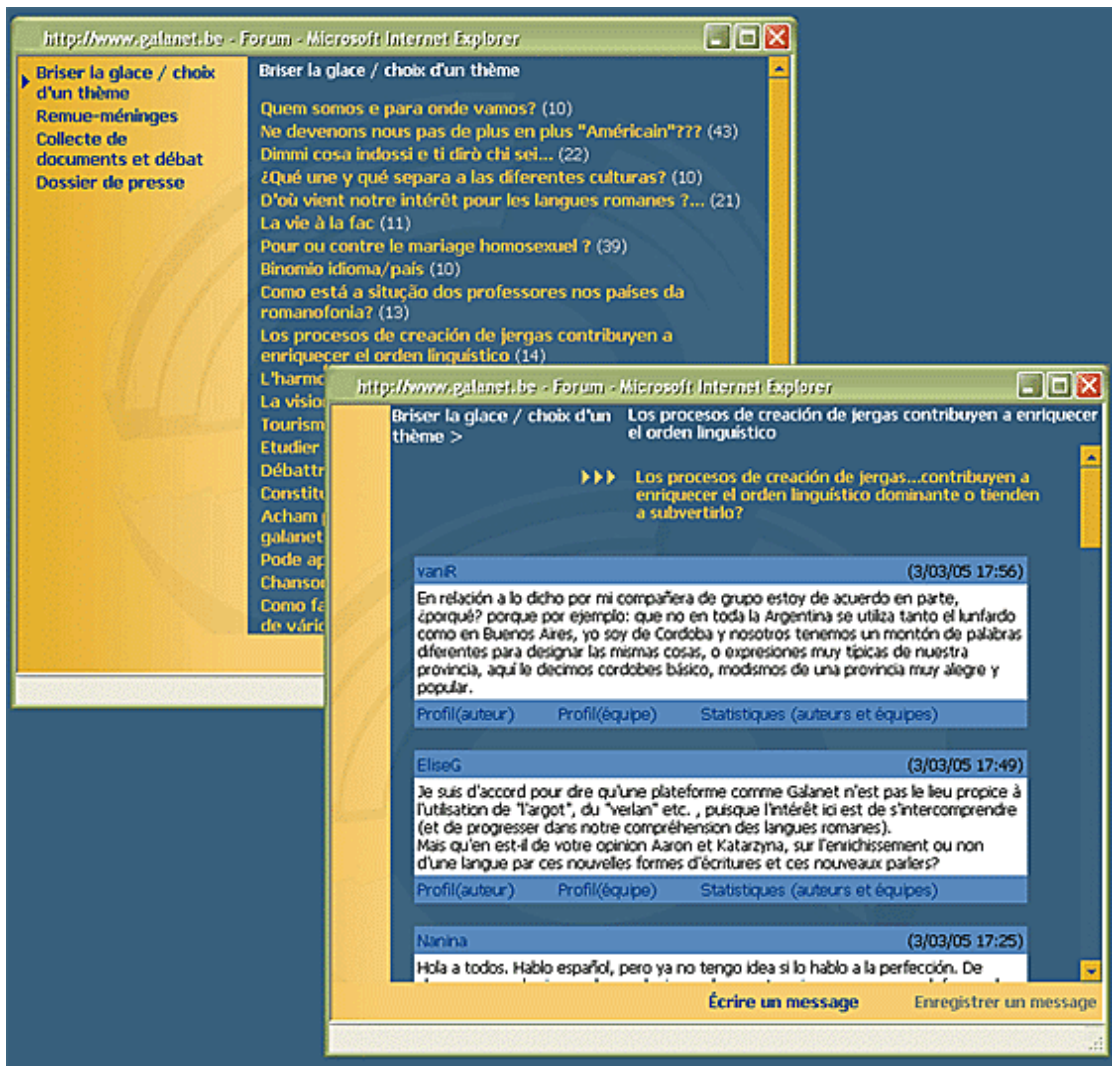 http://www.galanet.be - Forum - Microsoft Internet Explorer
Briser la glace / choix
d'un thème
Remue-méninges
Collecte de
documents et débat
Dossier de presse
Briser la glace / choix d'un thème
Quem somos e para onde vamos? (10)
Ne devenons nous pas de plus en plus "Américain"??? (43)
Dimmi cosa indossi e ti dirò chi sei... (22)
¿Qué une y qué separa a las diferentes culturas? (10)
D'où vient notre intérêt pour les langues romanes ?... (21)
La vie à la fac (11)
Pour ou contre le mariage homosexuel ? (39)
Binomio idioma/país (10)
Como está a situção dos professores nos países da
romanofonia? (13)
Los procesos de creación de jergas contribuyen a
enriquecer el orden linguístico (14)
L'harmo
La vision
Tourism
Etudier
Débattr
Constitu
Acham
galanet
Pode ap
Chanson
Como fa
de vário
http://www.galanet.be - Forum - Microsoft Internet Explorer
Briser la glace / choix d'un
thème >
Los procesos de creación de jergas contribuyen a enriquecer
el orden linguístico
Los procesos de creación de jergas...contribuyen a
enriquecer el orden linguístico dominante o tienden
a subvertirlo?
vaniR (3/03/05 17:56)
En relación a lo dicho por mi compañera de grupo estoy de acuerdo en parte,
¿porqué? porque por ejemplo: que no en toda la Argentina se utiliza tanto el lunfardo
como en Buenos Aires, yo soy de Cordoba y nosotros tenemos un montón de palabras
diferentes para designar las mismas cosas, o expresiones muy típicas de nuestra
provincia, aquí le decimos cordobes básico, modismos de una provincia muy alegre y
popular.
Profil(auteur) Profil(équipe) Statistiques (auteurs et équipes)
EliseG (3/03/05 17:49)
Je suis d'accord pour dire qu'une plateforme comme Galanet n'est pas le lieu propice à
l'utilisation de "l'argot", du "verlan" etc. , puisque l'intérêt ici est de s'intercomprendre
(et de progresser dans notre compréhension des langues romanes).
Mais qu'en est-il de votre opinion Aaron et Katarzyna, sur l'enrichissement ou non
d'une langue par ces nouvelles formes d'écritures et ces nouveaux parlers?
Profil(auteur) Profil(équipe) Statistiques (auteurs et équipes)
Nanina (3/03/05 17:25)
Hola a todos. Hablo español, pero ya no tengo idea si lo hablo a la perfección. De
Écrire un message Enregistrer un message